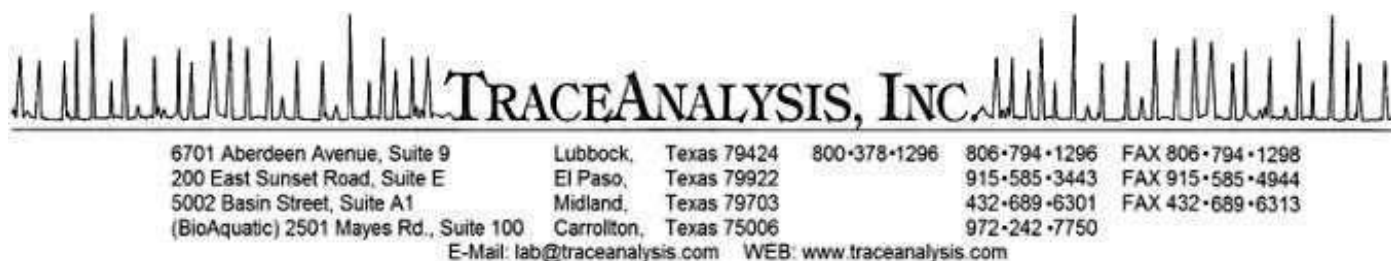 TRACEANALYSIS, INC.
6701 Aberdeen Avenue, Suite 9 Lubbock, Texas 79424 800•378•1296 806•794•1296 FAX 806•794•1298
200 East Sunset Road, Suite E El Paso, Texas 79922 915•585•3443 FAX 915•585•4944
5002 Basin Street, Suite A1 Midland, Texas 79703 432•689•6301 FAX 432•689•6313
(BioAquatic) 2501 Mayes Rd., Suite 100 Carrollton, Texas 75006 972•242•7750
E-Mail: lab@traceanalysis.com WEB: www.traceanalysis.com